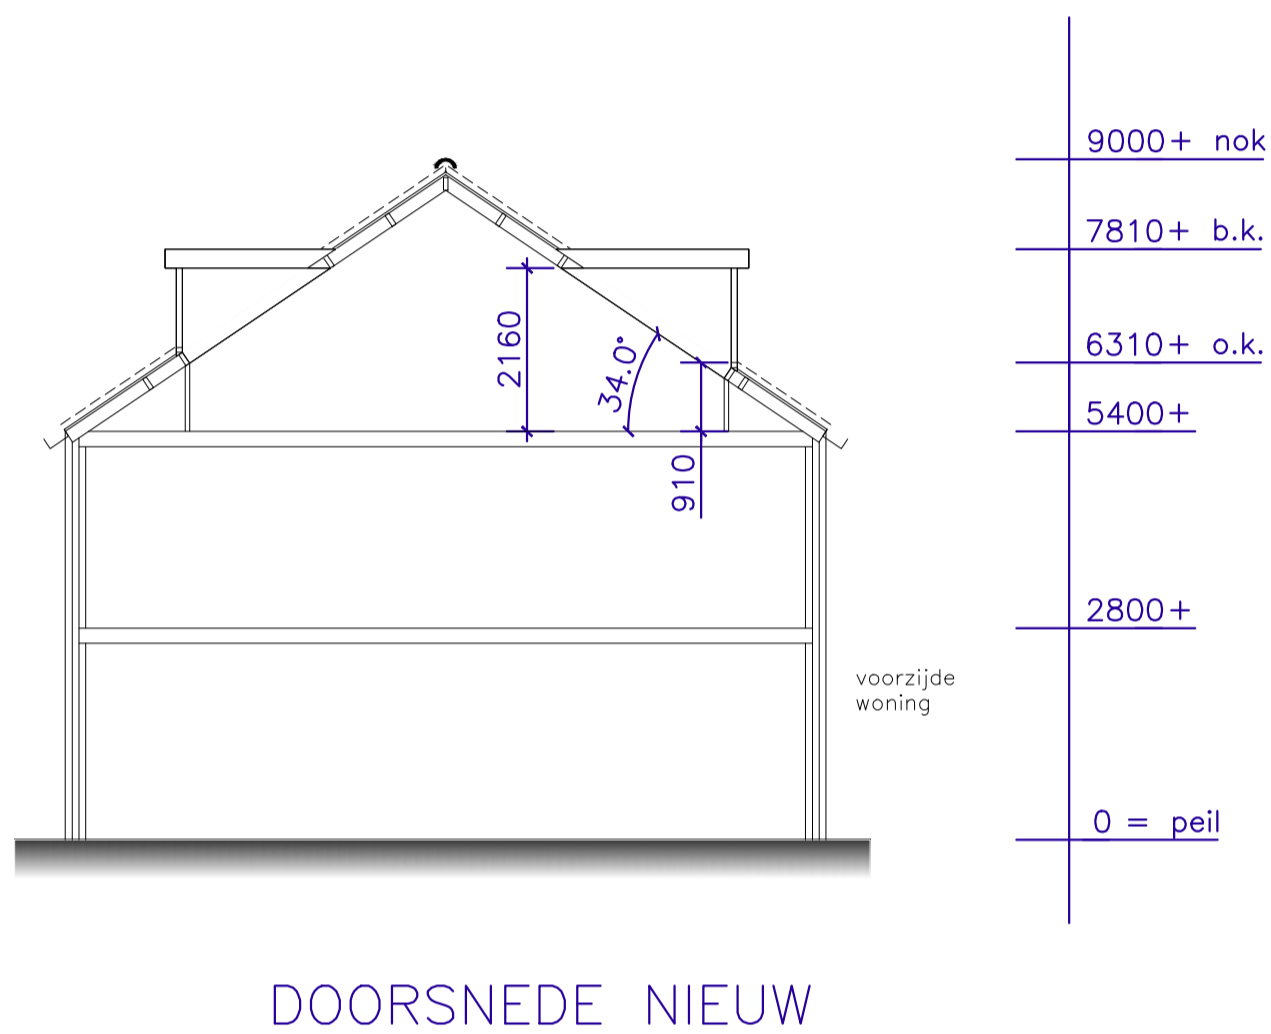 9000+ nok
7810+ b.k.
6310+ o.k.
5400+
2800+
0 = peil
2160
34.0°
910
voorzijde
woning
DOORSNEDE NIEUW